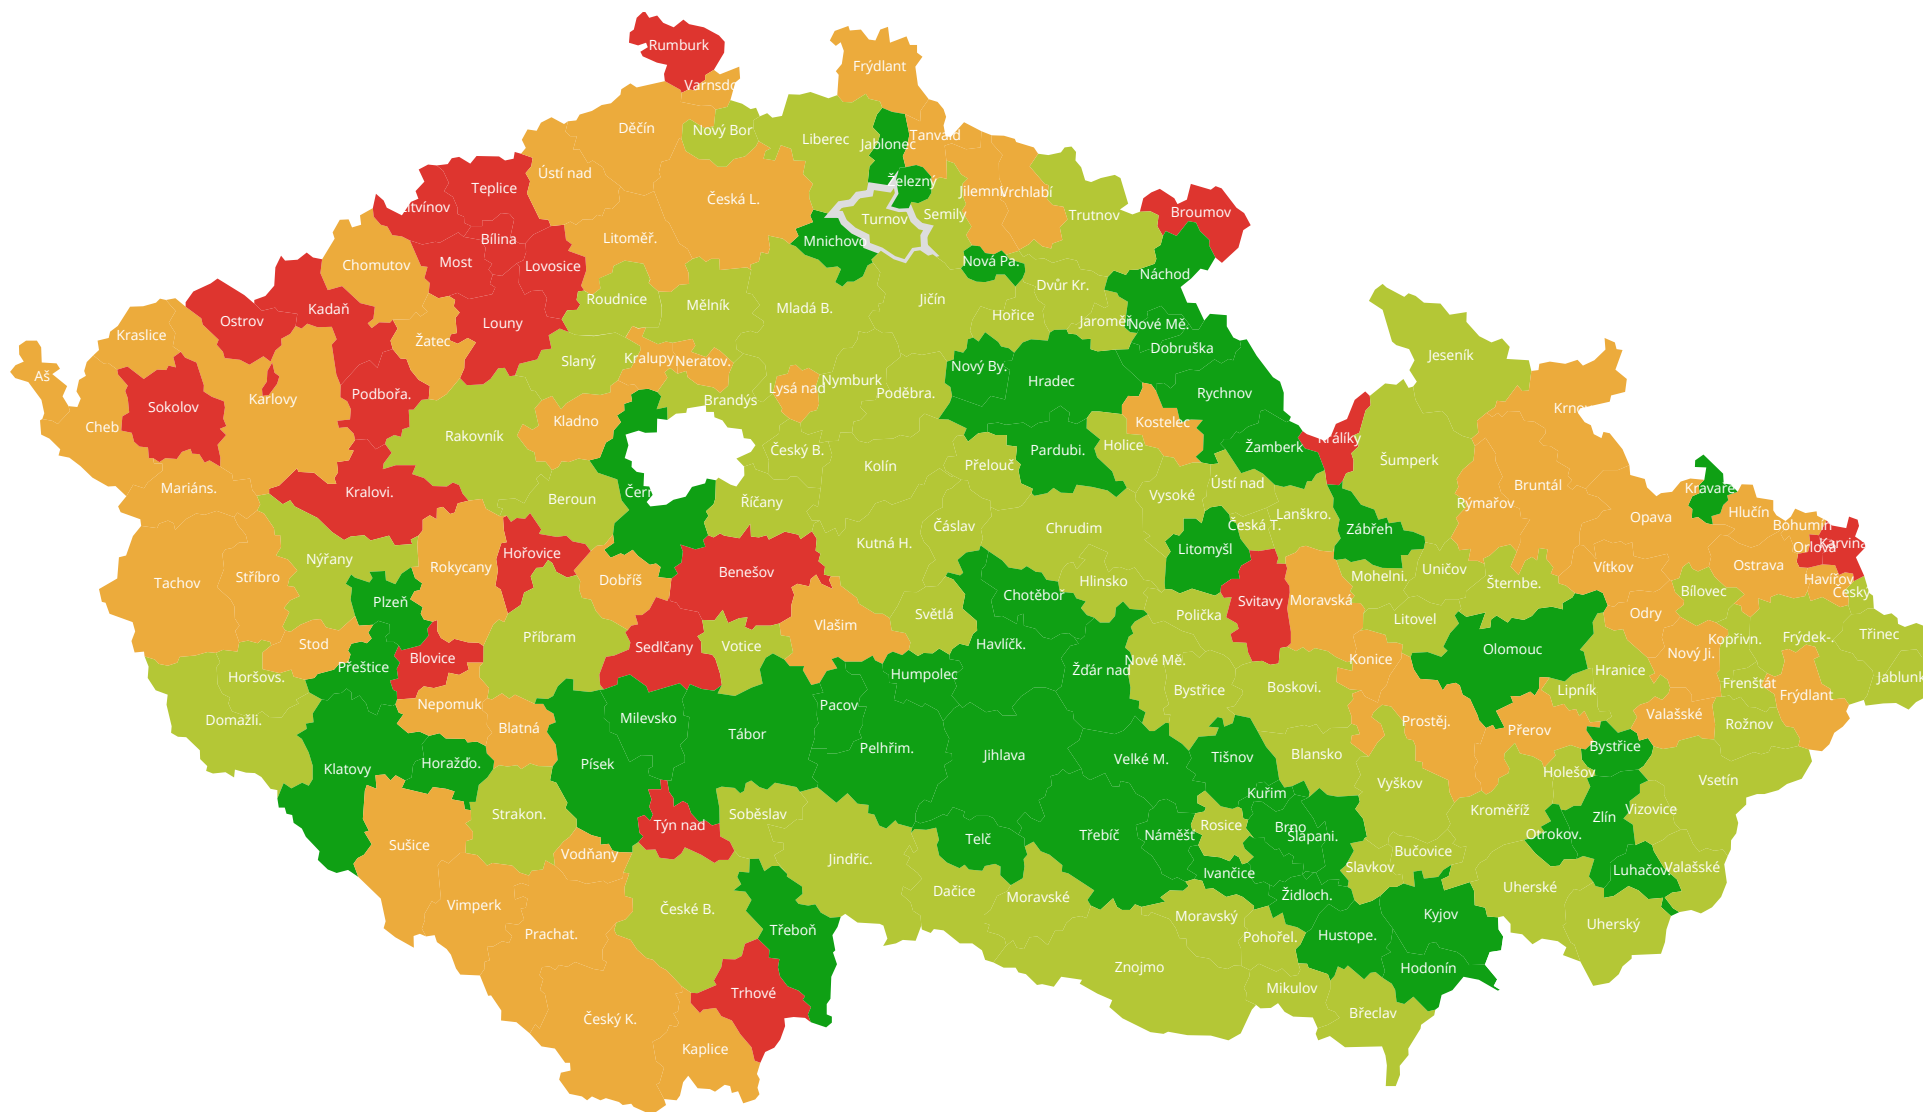 Rumburk
Frýdlant
Varnsdo
Děčín
Nový Bor
Liberec
Jablonec
Tanvald
Ústí nad
Teplice
Česká L.
Železný
Jilemni
Vrchlabí
itvínov
Turnov
Semily
Trutnov
Broumov
Bílina
Litoměř.
Mnichovo
Chomutov
Most
Lovosice
Nová Pa.
Náchod
Roudnice
Mělník
Mladá B.
Jičín
Dvůr Kr.
Kadaň
Ostrov
Louny
Hořice
Jaroměř
Nové Mě.
Kraslice
Žatec
Dobruška
Slaný
Kralupy
Neratov.
Jeseník
Aš
Nový By.
Hradec
Nymburk
Lysá nad
Poděbra.
Podbořa.
Rychnov
Sokolov
Karlovy
Brandýs
Krno
Cheb
Kladno
Kostelec
Rakovník
Králíky
Holice
Žamberk
Český B.
Pardubi.
Kolín
Přelouč
Šumperk
Mariáns.
Kralovi.
Čern
Beroun
Říčany
Vysoké
Ústí nad
Bruntál
Rýmařov
Kravaře
Hlučín
Opava
Lanškro.
Čáslav
Chrudim
Česká T.
Zábřeh
Bohumín
Kutná H.
Litomyšl
Orlová
Karviná
Nýřany
Hořovice
Rokycany
Stříbro
Tachov
Dobříš
Benešov
Hlinsko
Mohelni.
Uničov
Šternbe.
Vítkov
Ostrava
Havířov
Český
Bílovec
Chotěboř
Plzeň
Svitavy
Moravská
Světlá
Polička
Litovel
Odry
Vlašim
Příbram
Kopřivn.
Frýdek-.
Třinec
Stod
Votice
Sedlčany
Havlíčk.
Olomouc
Nový Ji.
Blovice
Přeštice
Nové Mě.
Konice
Žďár nad
Hranice
Horšovs.
Humpolec
Boskovi.
Bystřice
Lipník
Frenštát
Jablunk
Frýdlant
Nepomuk
Pacov
Domažli.
Milevsko
Blatná
Tábor
Prostěj.
Přerov
Valašské
Rožnov
Pelhřim.
Jihlava
Bystřice
Velké M.
Tišnov
Blansko
Klatovy
Horažďo.
Písek
Vyškov
Holešov
Vsetín
Kuřim
Strakon.
Soběslav
Kroměříž
Vizovice
Týn nad
Rosice
Brno
Zlín
Telč
Třebíč
Náměšť
Šlapani.
Otrokov.
Sušice
Vodňany
Jindřic.
Bučovice
Slavkov
Ivančice
Luhačov.
Valašské
Dačice
Moravské
Židloch.
Uherské
Vimperk
České B.
Moravský
Kyjov
Třeboň
Prachat.
Pohořel.
Hustope.
Uherský
Znojmo
Hodonín
Trhové
Mikulov
Český K.
Břeclav
Kaplice